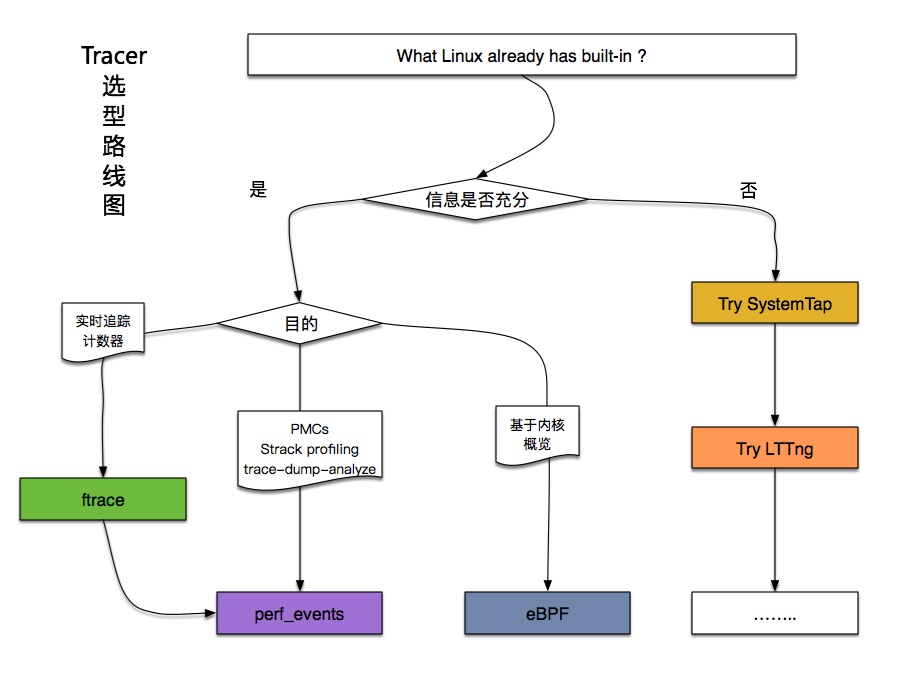 Tracer
选
型
路
线
图
What Linux already has built-in ?
是
信息是否充分
否
实时追踪
计数器
目的
Try SystemTap
PMCs
Strack profiling
trace-dump-analyze
基于内核
概览
Try LTTng
ftrace
perf_events
eBPF
……..